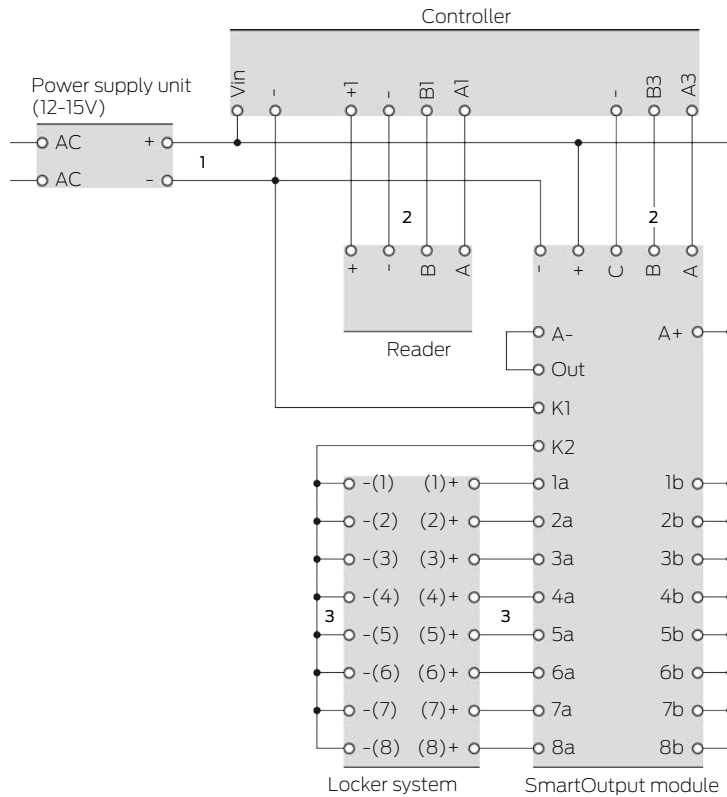 Controller
Power supply unit
(12-15V)
Vin
-
+1
-
B1
A1
-
B3
A3
AC
+
AC
-
1
2
2
+
-
B
A
Reader
-
+
C
B
A
A-
A+
Out
K1
K2
-(1) (1)+
1a 1b
-(2) (2)+
2a 2b
-(3) (3)+
3a 3b
-(4) (4)+
4a 4b
3
3
-(5) (5)+
5a 5b
-(6) (6)+
6a 6b
-(7) (7)+
7a 7b
-(8) (8)+
8a 8b
Locker system
SmartOutput module